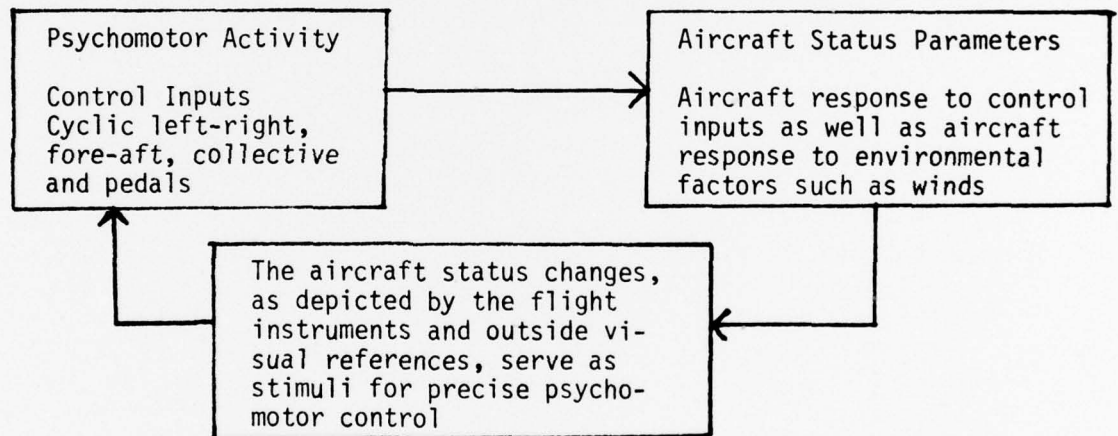 Psychomotor Activity
Control Inputs
Cyclic left-right,
fore-aft, collective
and pedals
Aircraft Status Parameters
Aircraft response to control
inputs as well as aircraft
response to environmental
factors such as winds
The aircraft status changes,
as depicted by the flight
instruments and outside vi-
sual references, serve as
stimuli for precise psycho-
motor control